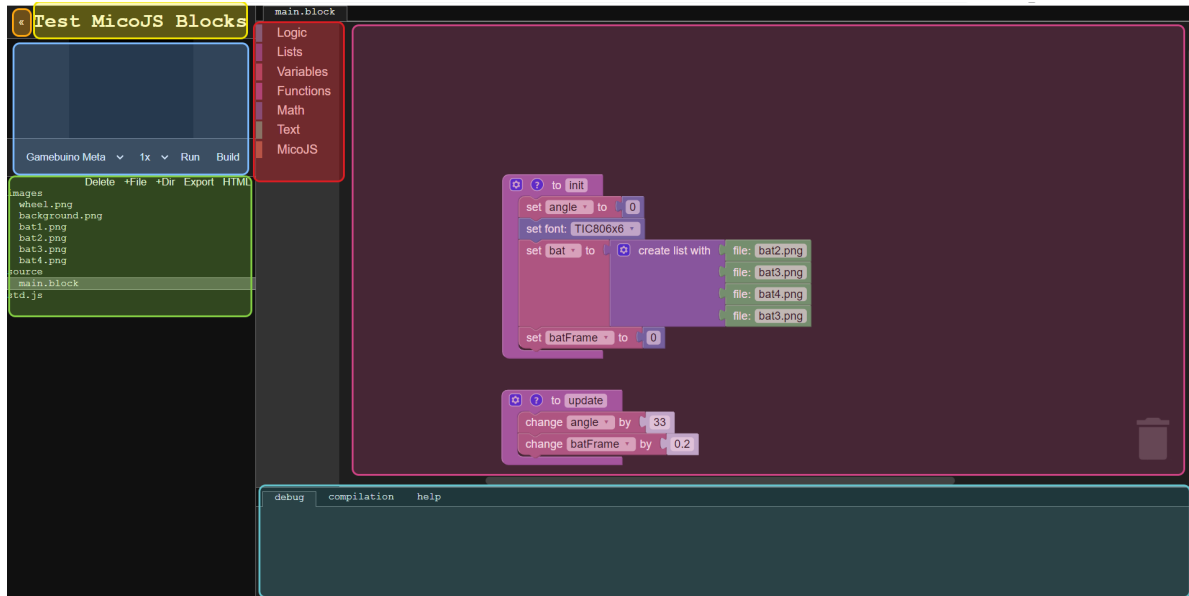 « Test MicoJS Blocks
Gamebuino Meta 1x Run Build
Delete +File +Dir Export HTML
images
wheel.png
background.png
bat1.png
bat2.png
bat3.png
bat4.png
source
main.block
std.js
main.block
Logic
Lists
Variables
Functions
Math
Text
MicoJS
? to init
set angle to 0
set font: TIC806x6
set bat to create list with file: bat2.png
file: bat3.png
file: bat4.png
file: bat3.png
set batFrame to 0
? to update
change angle by 33
change batFrame by 0.2
debug compilation help